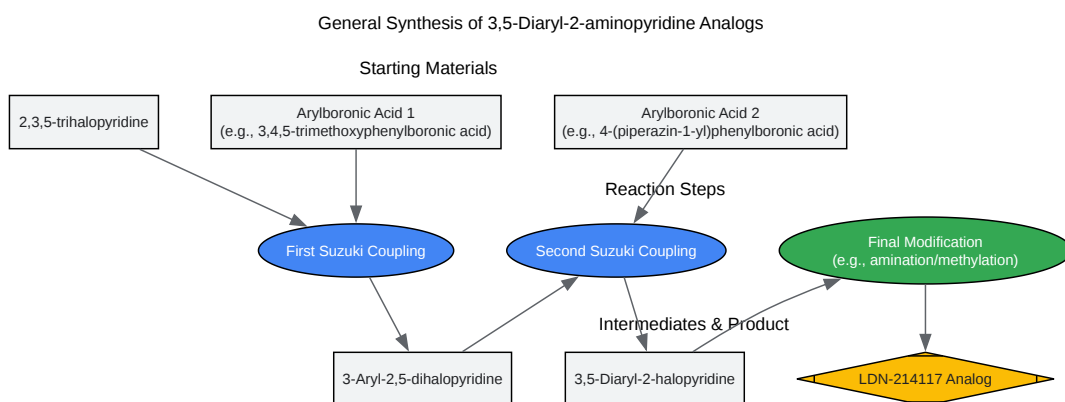 General Synthesis of 3,5-Diaryl-2-aminopyridine Analogs
Starting Materials
2,3,5-trihalopyridine
Arylboronic Acid 1
(e.g., 3,4,5-trimethoxyphenylboronic acid)
Arylboronic Acid 2
(e.g., 4-(piperazin-1-yl)phenylboronic acid)
Reaction Steps
First Suzuki Coupling
Second Suzuki Coupling
Final Modification
(e.g., amination/methylation)
Intermediates & Product
3-Aryl-2,5-dihalopyridine
3,5-Diaryl-2-halopyridine
LDN-214117 Analog